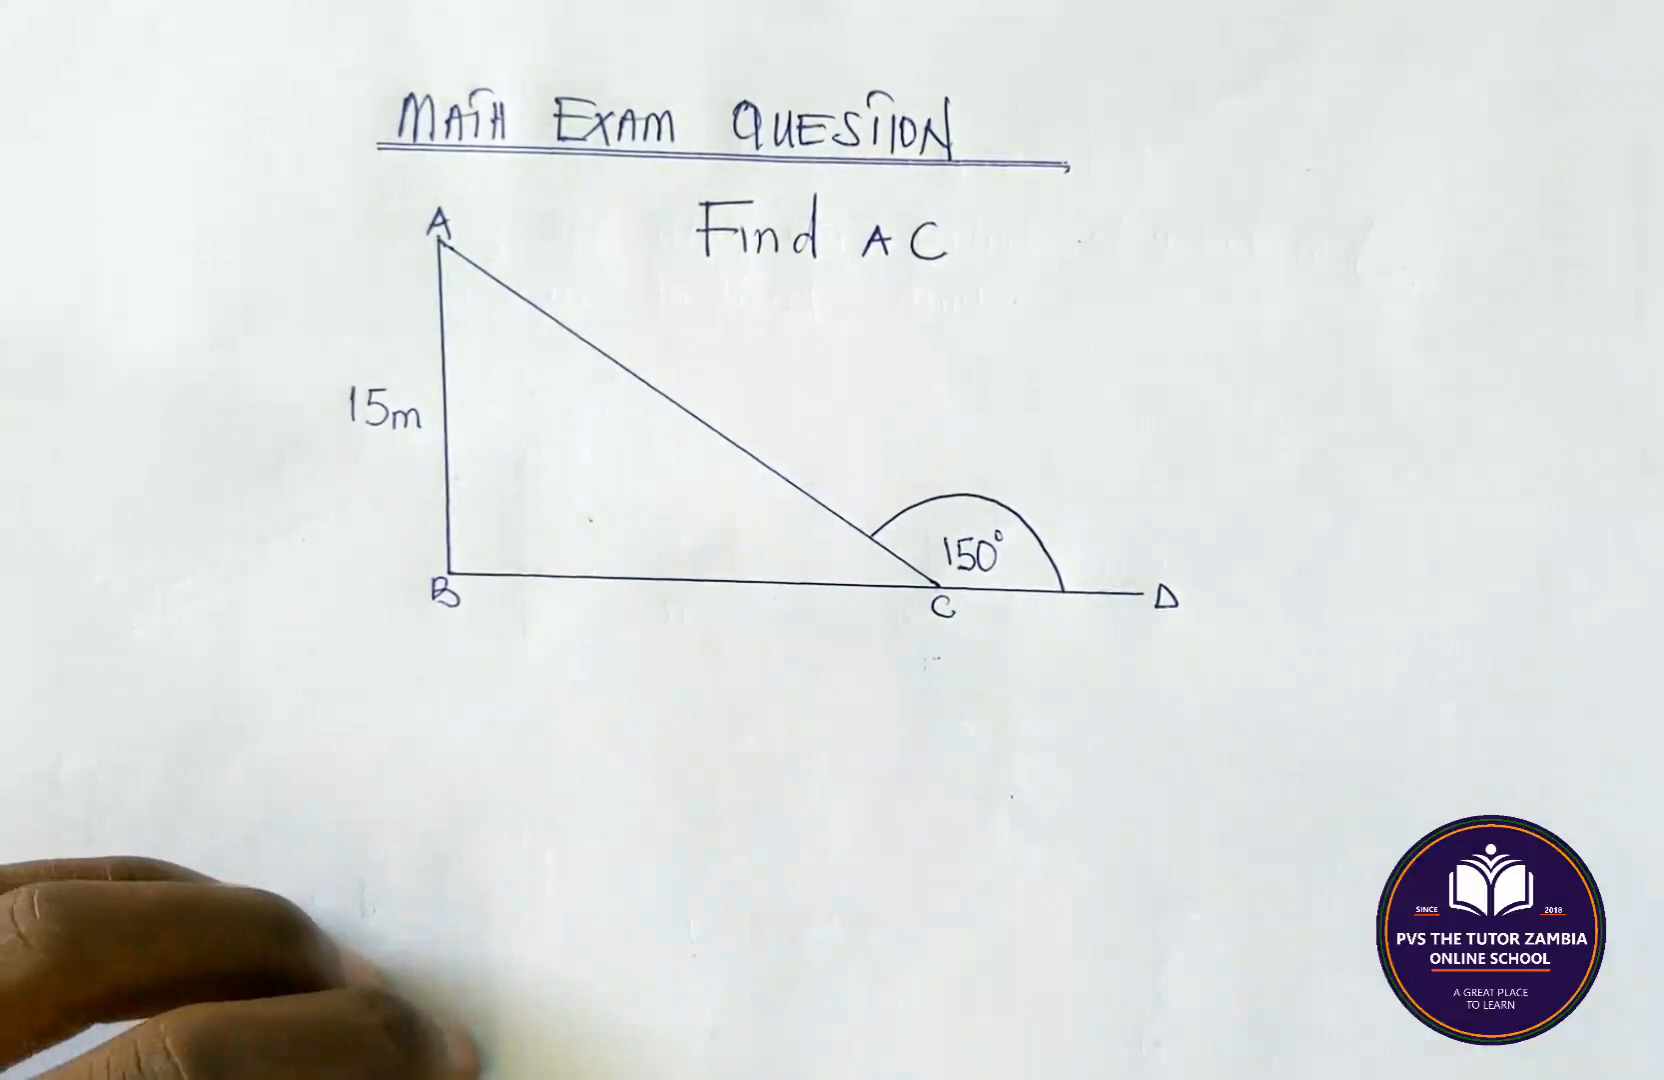 MATH EXAM QUESTION
Find AC
A
15m
150°
B
C
D
SINCE 2018
PVS THE TUTOR ZAMBIA
ONLINE SCHOOL
A GREAT PLACE
TO LEARN